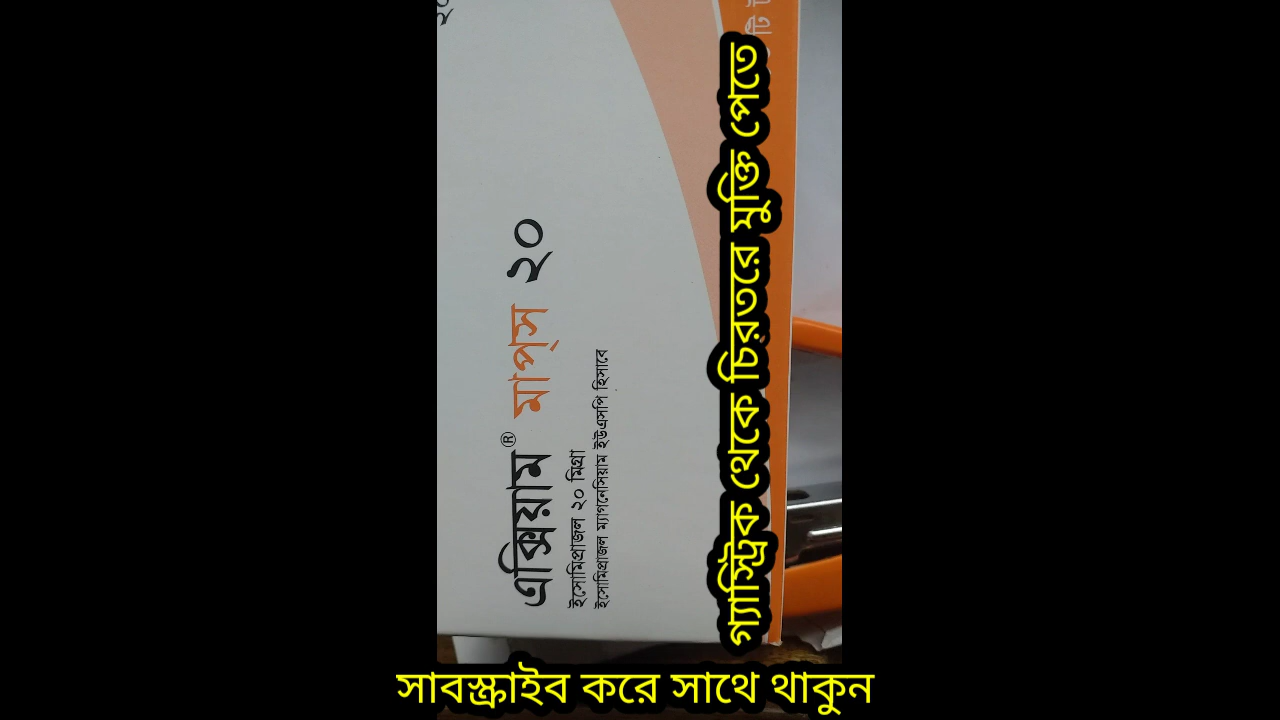 এক্সিয়াম® মাপ্স ২০
ইসোমিপ্রাজল ২০ মিগ্রা
ইসোমিপ্রাজল ম্যাগনেসিয়াম ইউএসপি হিসাবে
গ্যাস্ট্রিক থেকে চিরতরে মুক্তি পেতে
সাবস্ক্রাইব করে সাথে থাকুন